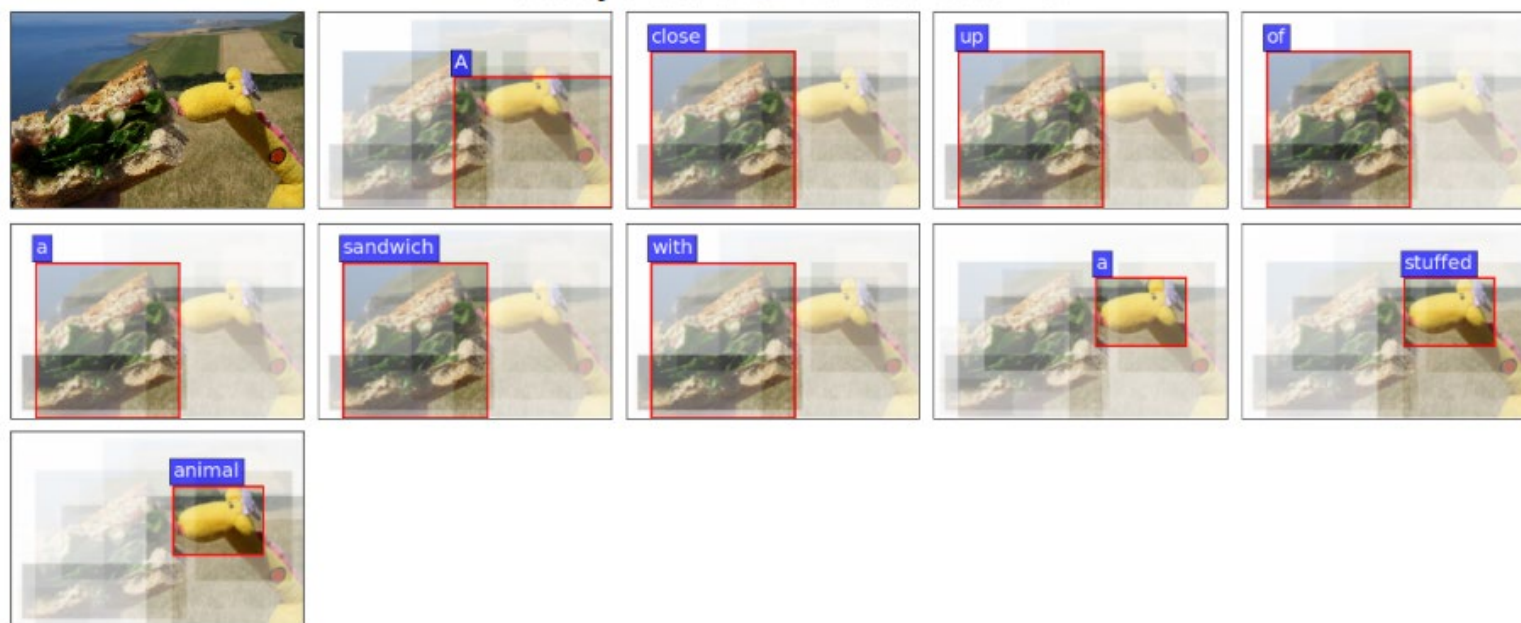 A
close
up
of
a
sandwich
with
a
stuffed
animal